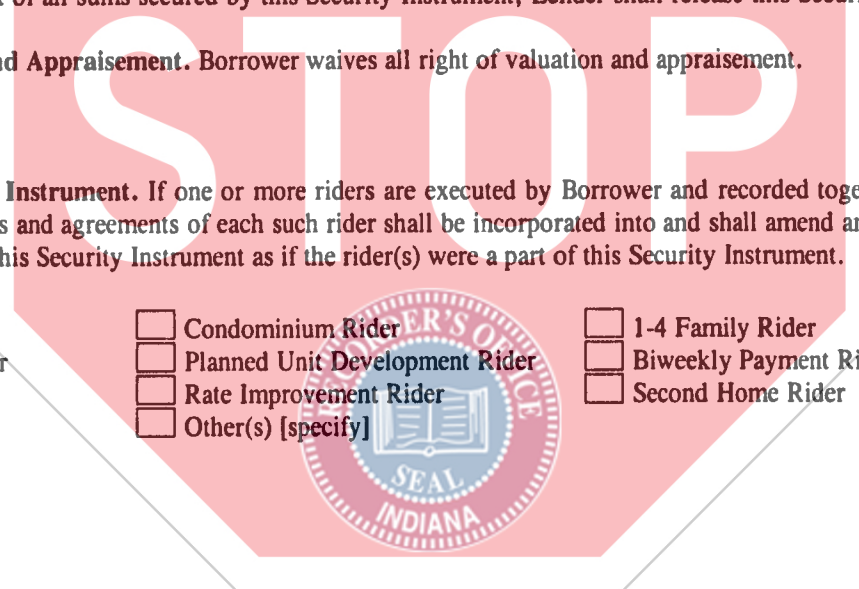 of all sums secured by this Security Instrument, Lender shall release this
d Appraisement. Borrower waives all right of valuation and appraisement.
Instrument. If one or more riders are executed by Borrower and recorded toge
s and agreements of each such rider shall be incorporated into and shall amend a
his Security Instrument as if the rider(s) were a part of this Security Instrument.
Condominium Rider
1-4 Family Rider
r
Planned Unit Development Rider
Biweekly Payment Ri
Rate Improvement Rider
Second Home Rider
Other(s) [specify]
STOP
RECORDER'S OFFICE
SEAL
INDIANA